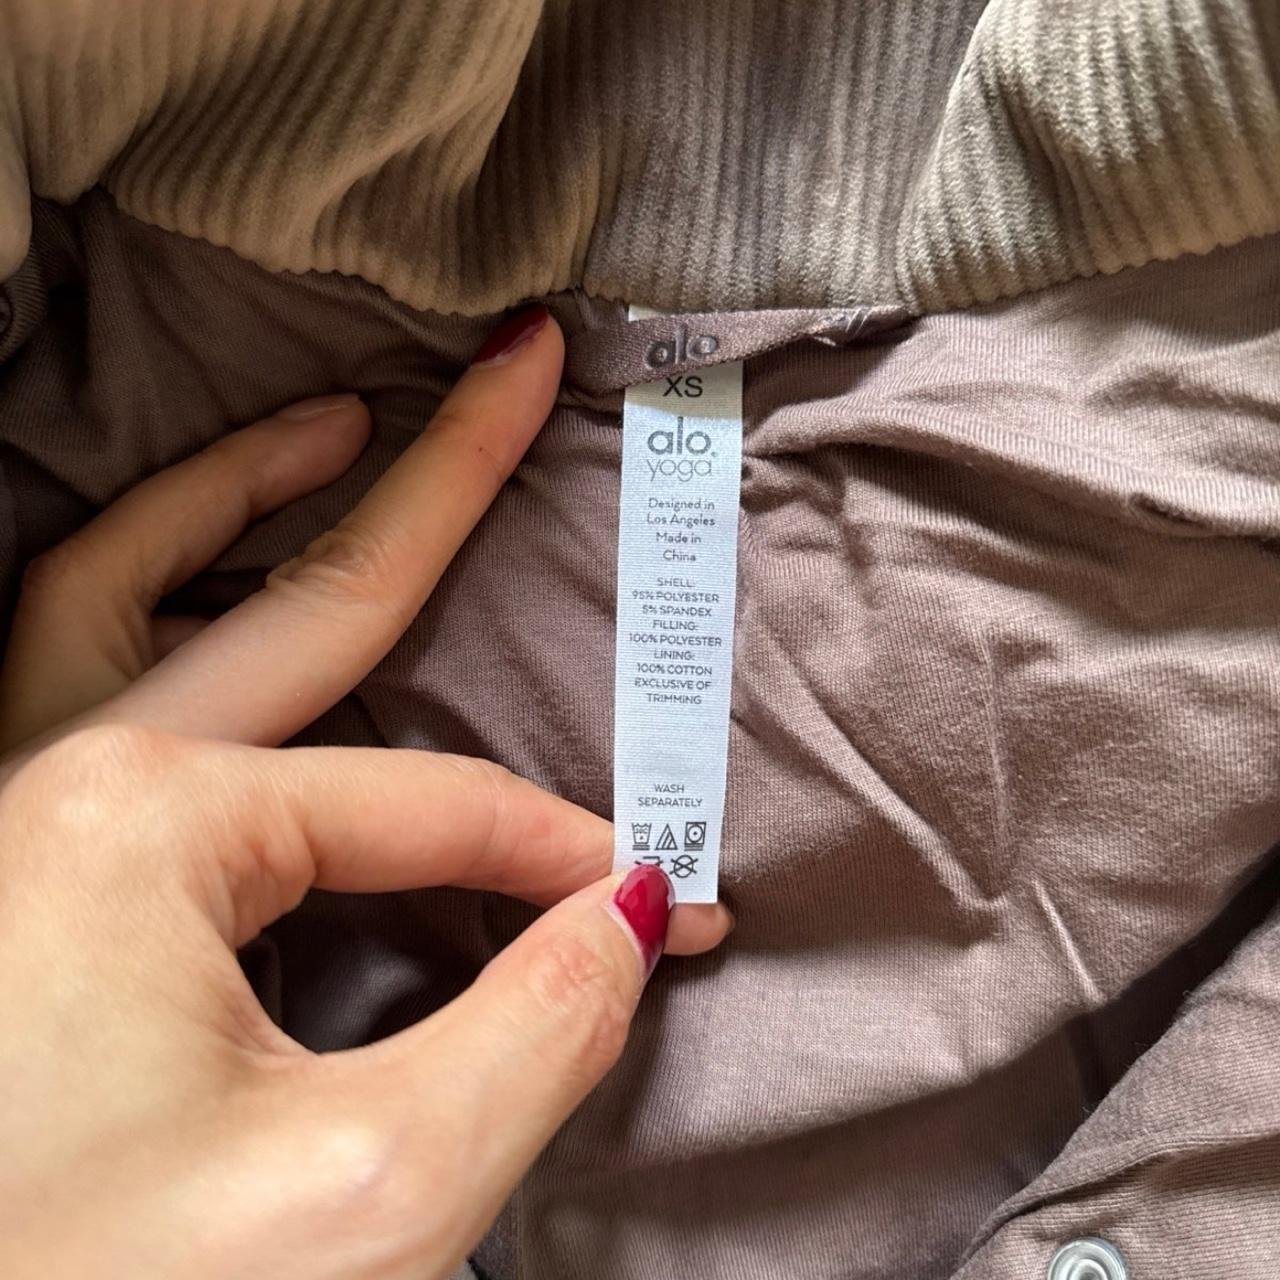 alo
XS
alo.
yoga
Designed in
Los Angeles
Made in
China
SHELL:
95% POLYESTER
5% SPANDEX
FILLING:
100% POLYESTER
LINING:
100% COTTON
EXCLUSIVE OF
TRIMMING
WASH
SEPARATELY